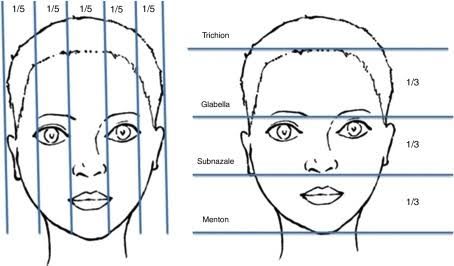 1/5 1/5 1/5 1/5 1/5
Trichion
1/3
Glabella
1/3
Subnazale
1/3
Menton